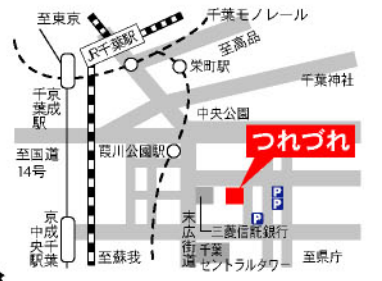 至東京
千葉モノレール
JR千葉駅
至高品
栄町駅
千葉神社
京成
千葉駅
中央公園
つれづれ
至国道
14号
葭川公園駅
P
P
P
末広街道
三菱信託銀行
京成
千葉
中央駅
至蘇我
千葉
セントラルタワー
至県庁